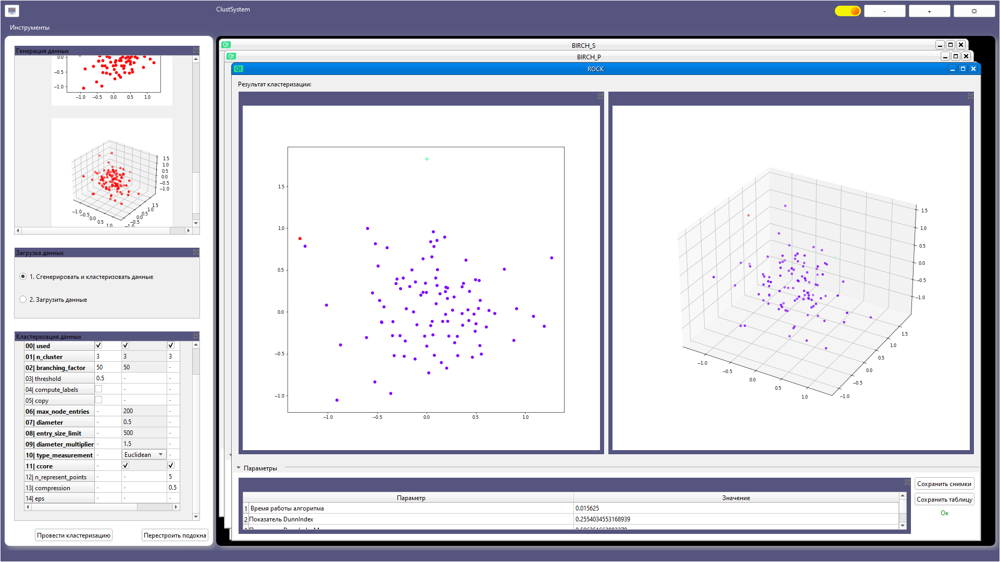 ClustSystem
-
+
Инструменты
Генерация данных
0.0
−0.5
−1.0
−1.0 −0.5 0.0 0.5 1.0
1.5
1.0
0.5
0.0
−0.5
−1.0
−1.0
−0.5
0.0
0.5
1.0
−1.0
−0.5
0.0
0.5
1.0
1.5
Загрузка данных
1. Сгенерировать и кластеризовать данные
2. Загрузить данные
Кластеризация данных
00| used
01| n_cluster 3 3 3
02| branching_factor 50 50 -
03| threshold 0.5 - -
04| compute_labels - -
05| copy - -
06| max_node_entries - 200 -
07| diameter - 0.5 -
08| entry_size_limit - 500 -
09| diameter_multiplier - 1.5 -
10| type_measurement - Euclidean -
11| ccore -
12| n_represent_points - - 5
13| compression - - 0.5
14| eps - - -
Провести кластеризацию
Перестроить подокна
Qt BIRCH_S
Qt BIRCH_P
Qt ROCK
Результат кластеризации:
1.5
1.0
0.5
0.0
−0.5
−1.0
−1.0 −0.5 0.0 0.5 1.0
1.5
1.0
0.5
0.0
−0.5
−1.0
−1.0
−0.5
0.0
0.5
1.0
−1.0
−0.5
0.0
0.5
1.0
1.5
Параметры
Параметр Значение
1 Время работы алгоритма 0.015625
2 Показатель DunnIndex 0.2554034553168939
Сохранить снимки
Сохранить таблицу
Ок